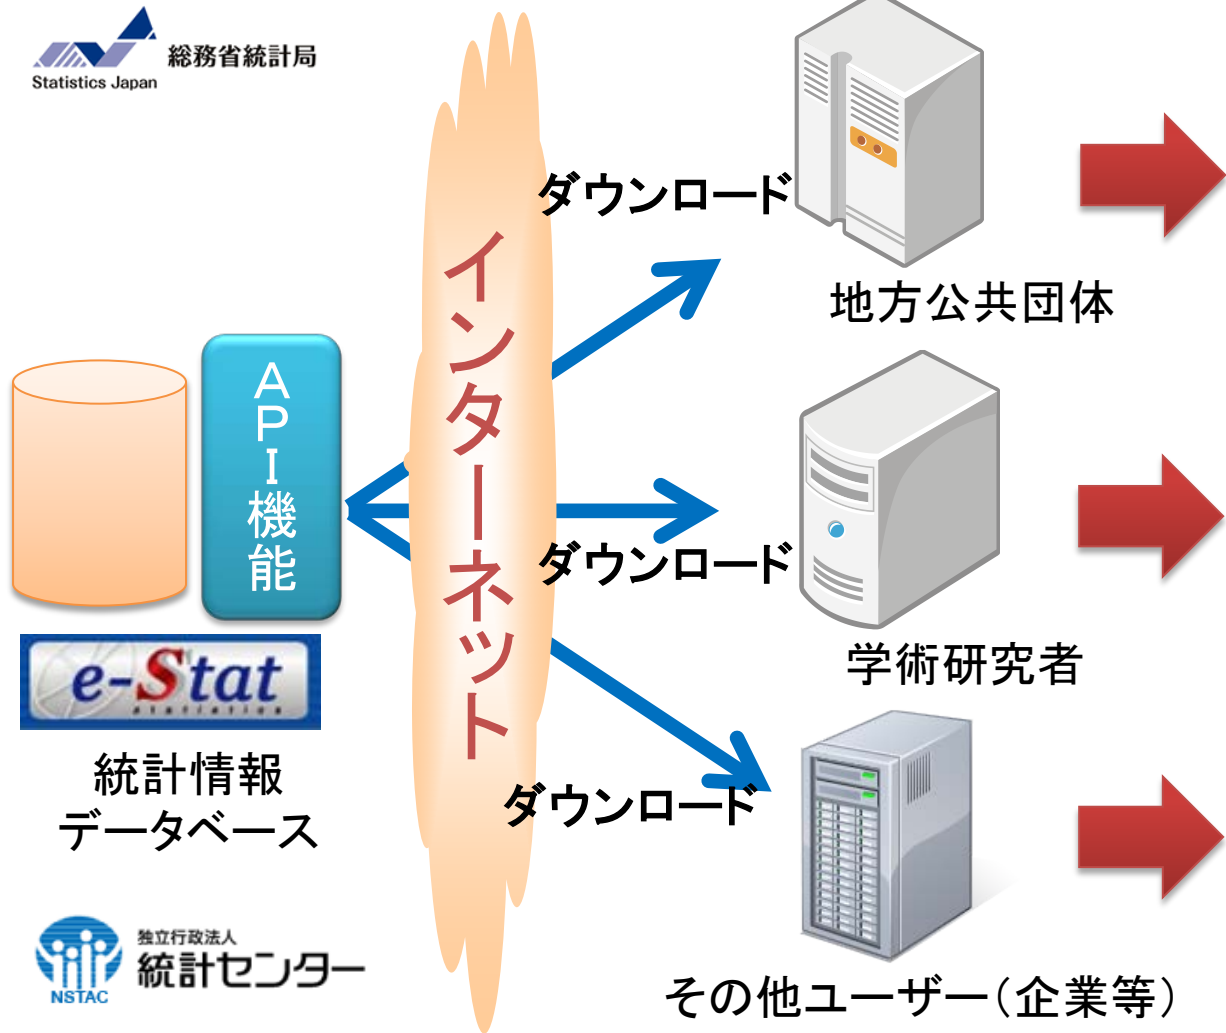 総務省統計局
Statistics Japan
ダウンロード
地方公共団体
インターネット
API機能
ダウンロード
学術研究者
e-Stat
statistics
統計情報
データベース
ダウンロード
独立行政法人
統計センター
NSTAC
その他ユーザー（企業等）